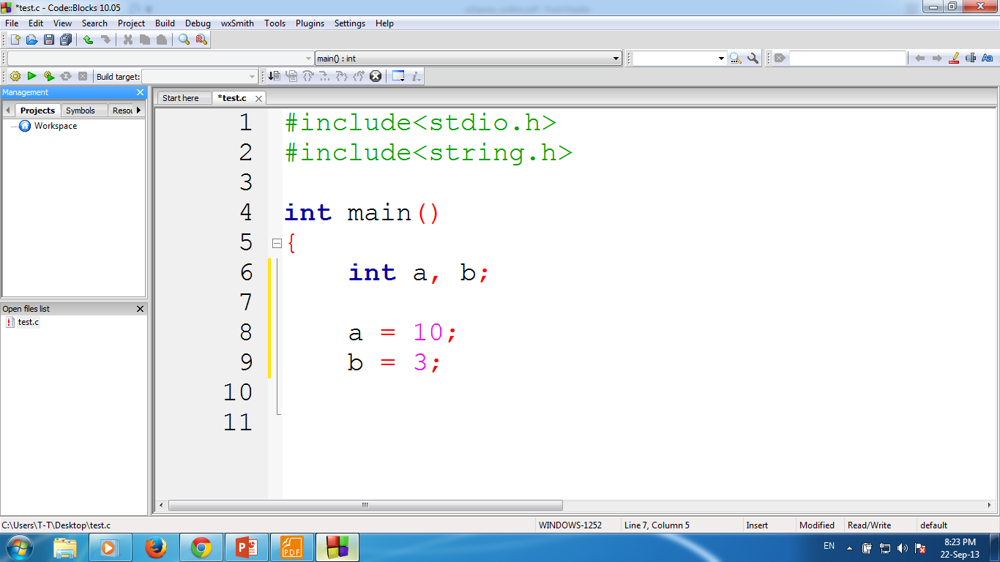 *test.c - Code::Blocks 10.05
File Edit View Search Project Build Debug wxSmith Tools Plugins Settings Help
main() : int
Build target:
Management
Projects Symbols Resou
Workspace
Open files list
test.c
Start here *test.c
1 #include<stdio.h>
2 #include<string.h>
3
4 int main()
5 {
6 int a, b;
7
8 a = 10;
9 b = 3;
10
11
C:\Users\T-T\Desktop\test.c WINDOWS-1252 Line 7, Column 5 Insert Modified Read/Write default
PDF
EN 8:23 PM
22-Sep-13